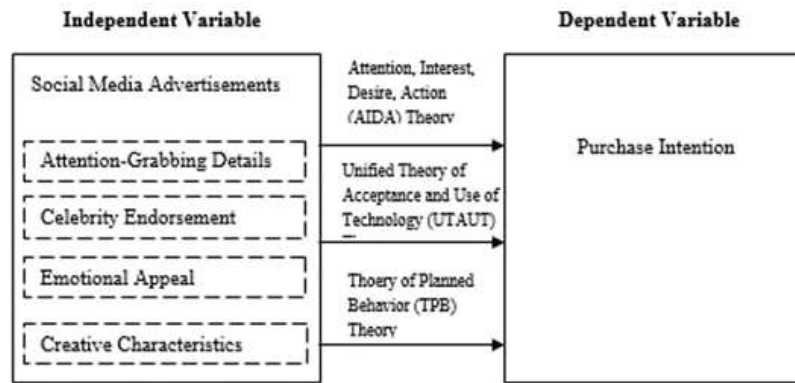 Independent Variable
Dependent Variable
Social Media Advertisements
Attention-Grabbing Details
Celebrity Endorsement
Emotional Appeal
Creative Characteristics
Attention, Interest,
Desire, Action
(AIDA) Theory
Unified Theory of
Acceptance and Use of
Technology (UTAUT)
Thoery of Planned
Behavior (TPB)
Theory
Purchase Intention